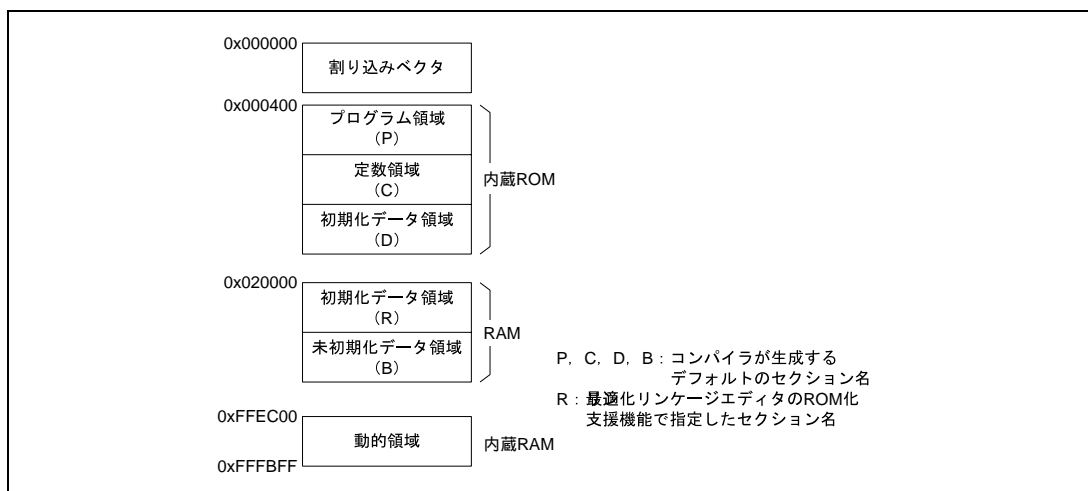 0x000000
割り込みベクタ
0x000400
プログラム領域
(P)
定数領域
(C)
初期化データ領域
(D)
内蔵ROM
0x020000
初期化データ領域
(R)
未初期化データ領域
(B)
RAM
P, C, D, B：コンパイラが生成する
デフォルトのセクション名
R：最適化リンケージエディタのROM化
支援機能で指定したセクション名
0xFFEC00
動的領域
内蔵RAM
0xFFFBFF